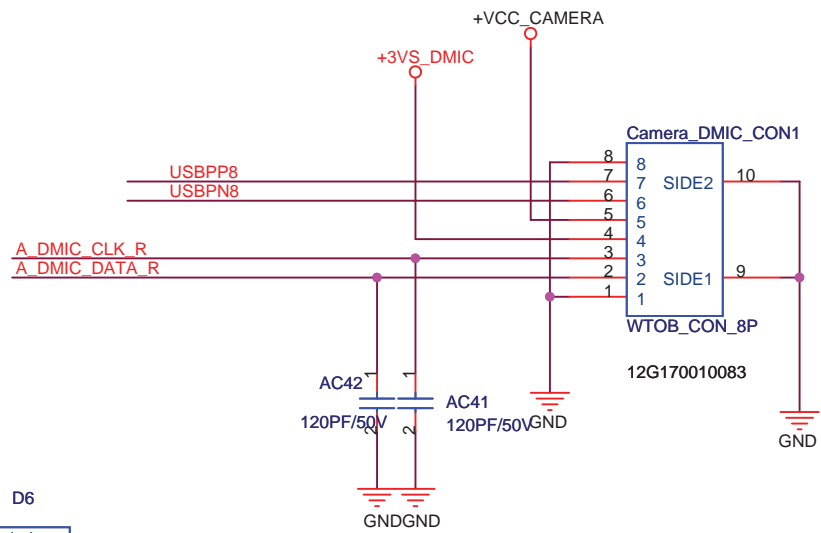 +VCC_CAMERA
+3VS_DMIC
Camera_DMIC_CON1
USBPP8
USBPN8
8 8
7 7 SIDE2 10
6 6
5 5
4 4
A_DMIC_CLK_R 3 3
A_DMIC_DATA_R 2 2 SIDE1 9
1 1
WTOB_CON_8P
12G170010083
AC42 1 1
AC41
120PF/50V 2 2 120PF/50V GND
GND
GND GND
D6